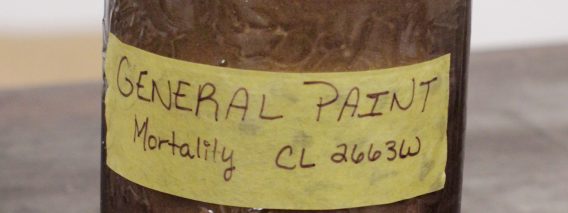 GENERAL PAINT
Mortality CL 2663W